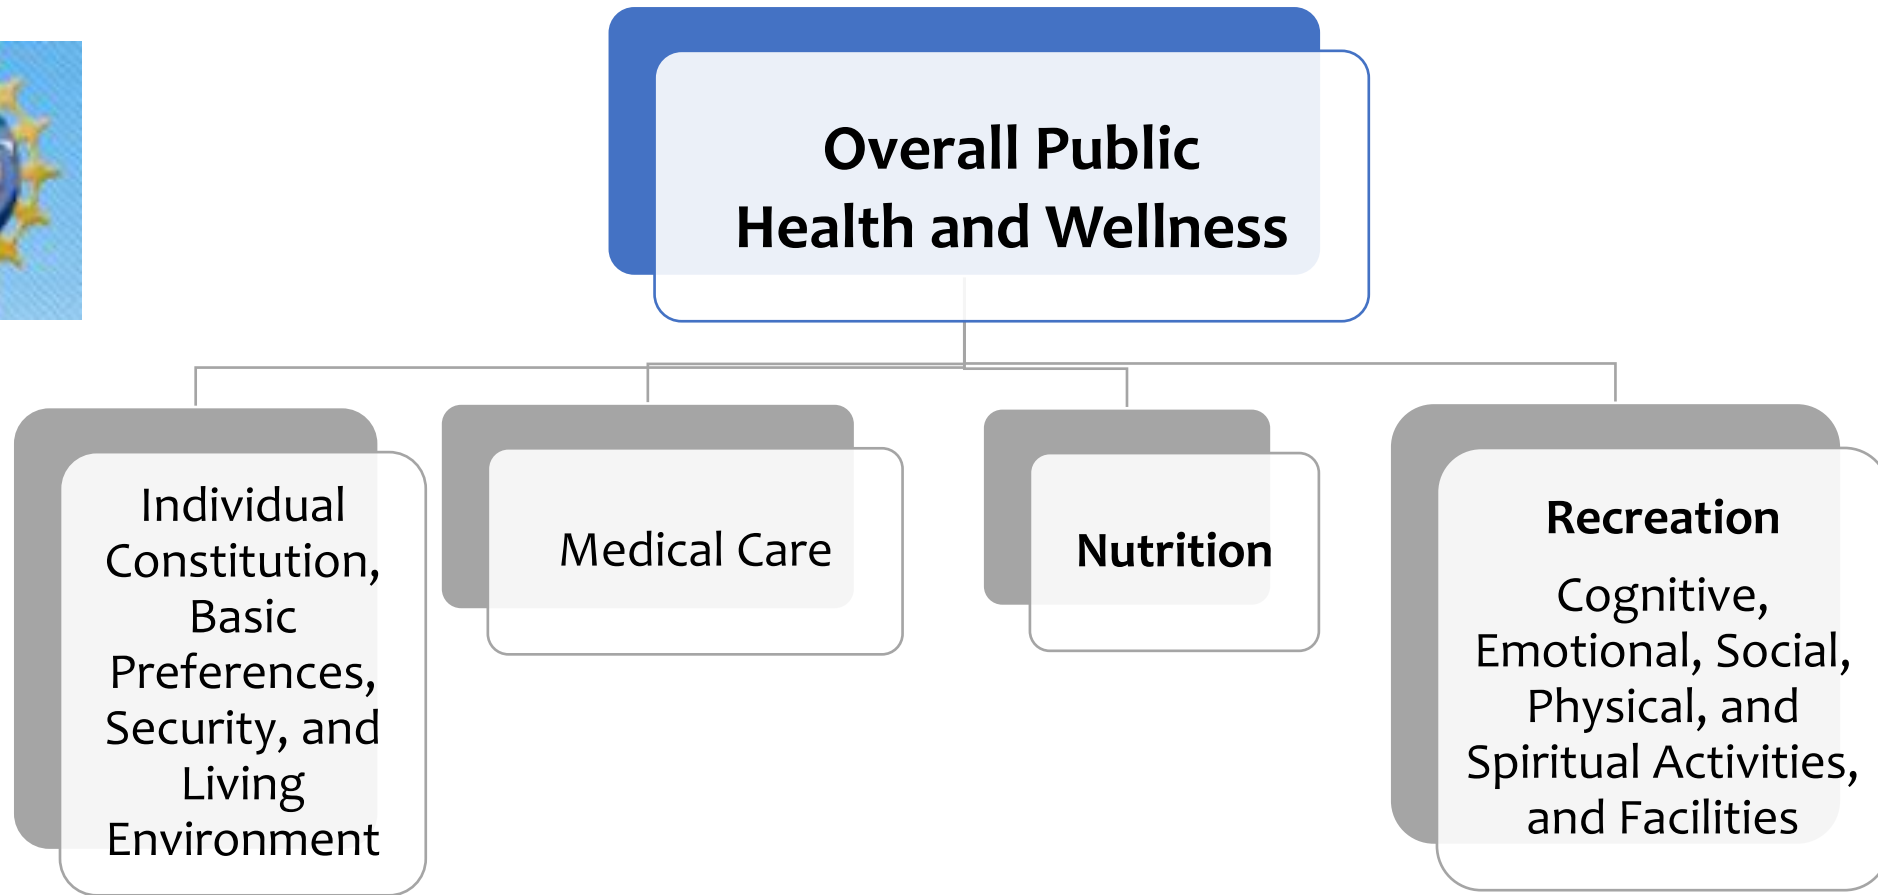 Overall Public
Health and Wellness
Individual
Constitution,
Basic
Preferences,
Security, and
Living
Environment
Medical Care
Nutrition
Recreation
Cognitive,
Emotional, Social,
Physical, and
Spiritual Activities,
and Facilities